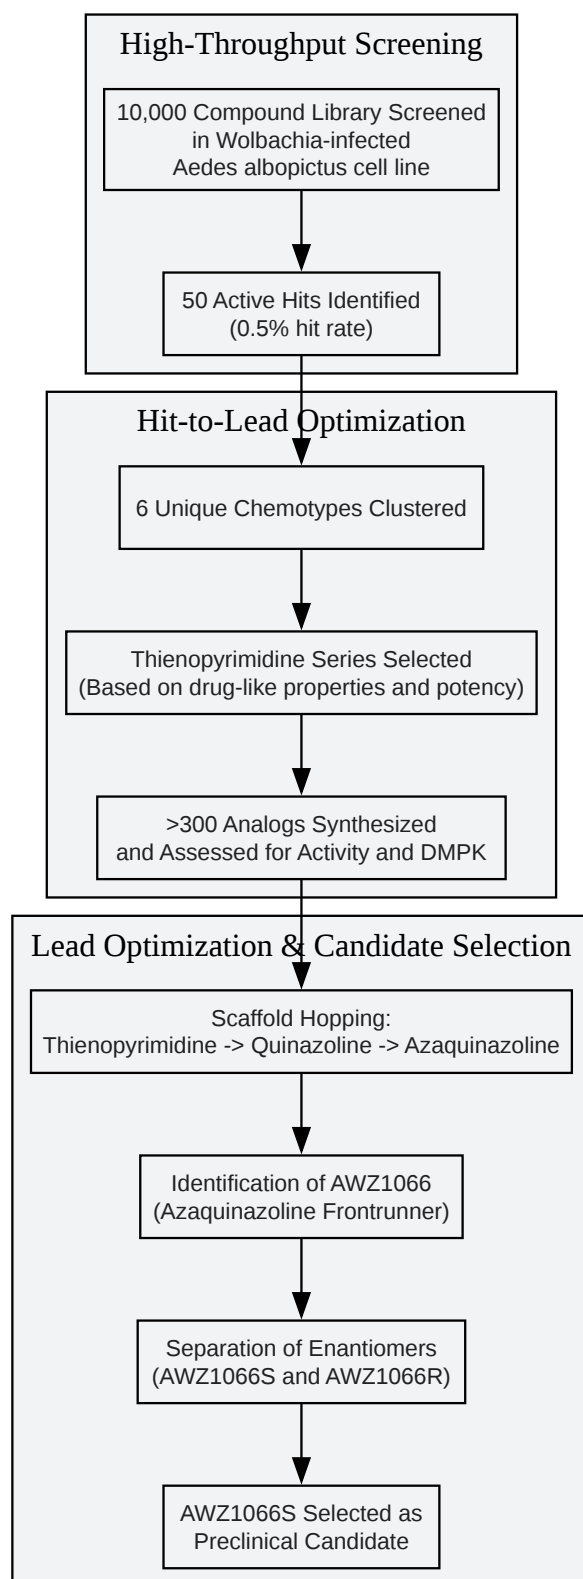 High-Throughput Screening
10,000 Compound Library Screened
in Wolbachia-infected
Aedes albopictus cell line
50 Active Hits Identified
(0.5% hit rate)
Hit-to-Lead Optimization
6 Unique Chemotypes Clustered
Thienopyrimidine Series Selected
(Based on drug-like properties and potency)
>300 Analogs Synthesized
and Assessed for Activity and DMPK
Lead Optimization & Candidate Selection
Scaffold Hopping:
Thienopyrimidine -> Quinazoline -> Azaquinazoline
Identification of AWZ1066
(Azaquinazoline Frontrunner)
Separation of Enantiomers
(AWZ1066S and AWZ1066R)
AWZ1066S Selected as
Preclinical Candidate